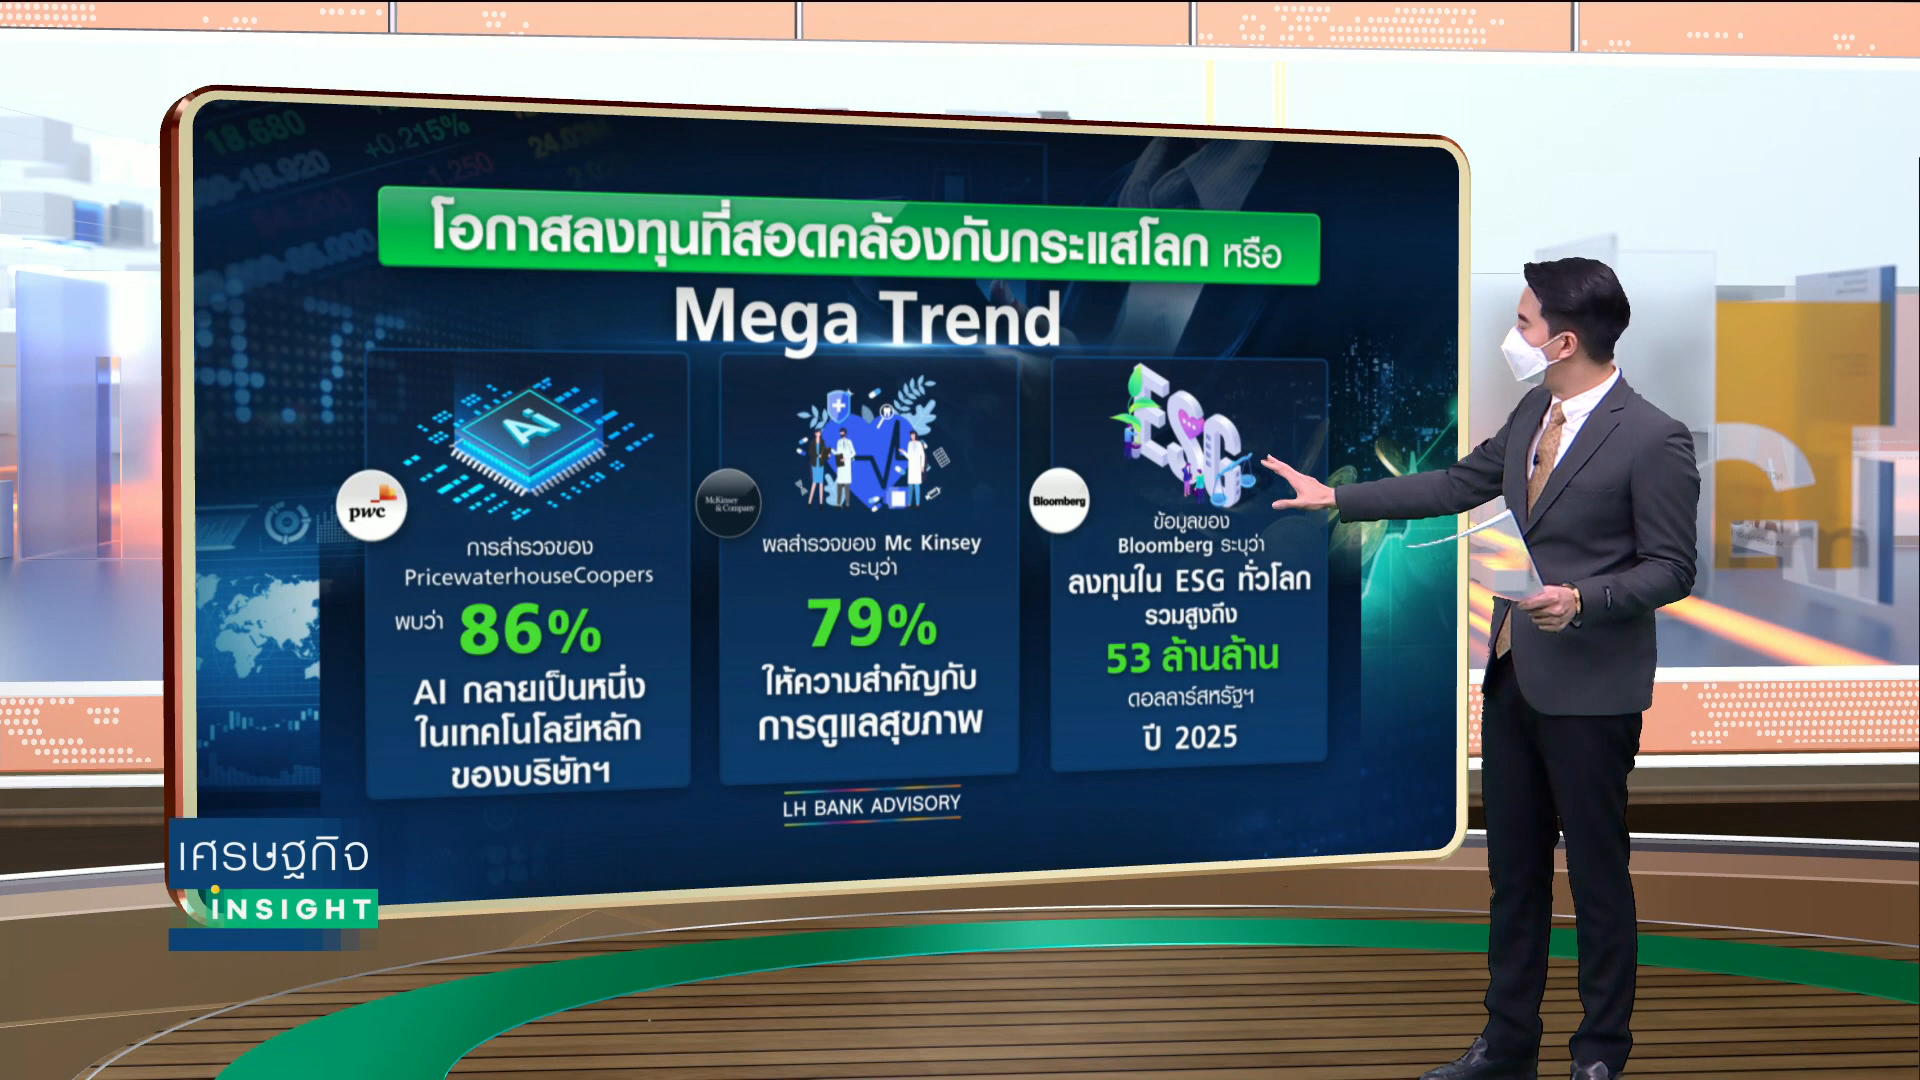 18.680
+0.215%
โอกาสลงทุนที่สอดคล้องกับกระแสโลก หรือ
Mega Trend
Ai
pwc
การสำรวจของ
PricewaterhouseCoopers
พบว่า 86%
AI กลายเป็นหนึ่ง
ในเทคโนโลยีหลัก
ของบริษัทฯ
McKinsey
& Company
ผลสำรวจของ Mc Kinsey
ระบุว่า
79%
ให้ความสำคัญกับ
การดูแลสุขภาพ
ESG
Bloomberg
ข้อมูลของ
Bloomberg ระบุว่า
ลงทุนใน ESG ทั่วโลก
รวมสูงถึง
53 ล้านล้าน
ดอลลาร์สหรัฐฯ
ปี 2025
LH BANK ADVISORY
เศรษฐกิจ
iNSIGHT